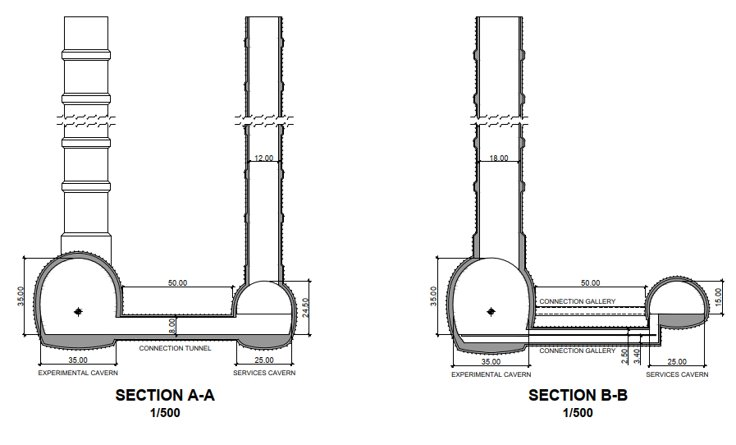 12.00
35.00
50.00
24.50
8.00
CONNECTION TUNNEL
35.00
25.00
EXPERIMENTAL CAVERN
SERVICES CAVERN
SECTION A-A
1/500
18.00
35.00
50.00
CONNECTION GALLERY
15.00
CONNECTION GALLERY
2.50
3.40
35.00
25.00
EXPERIMENTAL CAVERN
SERVICES CAVERN
SECTION B-B
1/500